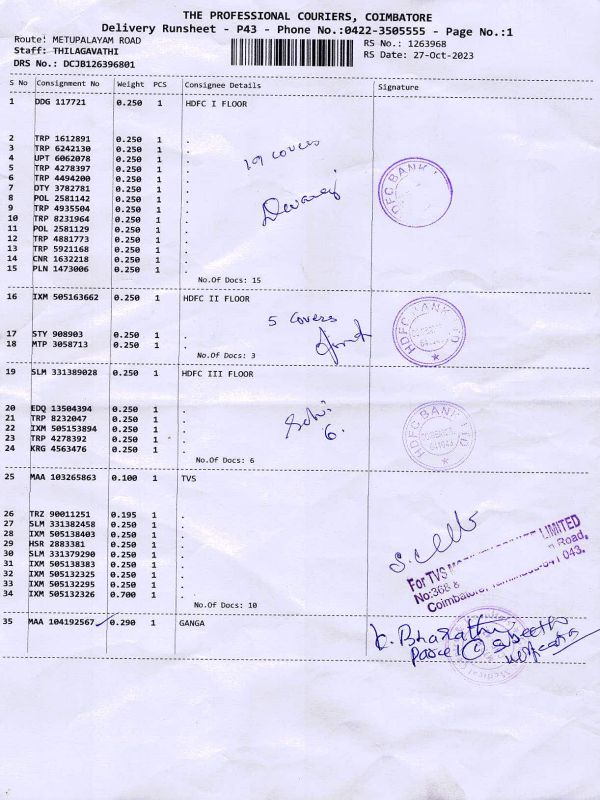 THE PROFESSIONAL COURIERS, COIMBATORE
Delivery Runsheet - P43 - Phone No.:0422-3505555 - Page No.:1
Route: METUPALAYAM ROAD RS No.: 1263968
Staff: THILAGAVATHI RS Date: 27-Oct-2023
DRS No.: DCJB126396801
S No Consignment No Weight PCS Consignee Details Signature
1 DDG 117721 0.250 1 HDFC I FLOOR
2 TRP 1612891 0.250 1 .
3 TRP 6242130 0.250 1 .
19 covers
4 UPT 6062078 0.250 1 .
5 TRP 4278397 0.250 1 .
6 TRP 4494200 0.250 1 .
7 DTY 3782781 0.250 1 .
HDFC BANK
8 POL 2581142 0.250 1 .
9 TRP 4935504 0.250 1 .
10 TRP 8231964 0.250 1 .
11 POL 2581129 0.250 1 .
12 TRP 4881773 0.250 1 .
13 TRP 5921168 0.250 1 .
14 CNR 1632218 0.250 1 .
15 PLN 1473006 0.250 1 .
No.Of Docs: 15
16 IXM 505163662 0.250 1 HDFC II FLOOR
5 covers
HDFC BANK LTD
17 STY 908903 0.250 1 .
18 MTP 3058713 0.250 1 .
No.Of Docs: 3
19 SLM 331389028 0.250 1 HDFC III FLOOR
20 EDQ 13504394 0.250 1 .
21 TRP 8232047 0.250 1 .
22 IXM 505153894 0.250 1 .
6.
HDFC BANK LTD
23 TRP 4278392 0.250 1 .
24 KRG 4563476 0.250 1 .
No.Of Docs: 6
25 MAA 103265863 0.100 1 TVS
26 TRZ 90011251 0.195 1 .
27 SLM 331382458 0.250 1 .
28 IXM 505138403 0.250 1 .
29 HSR 2883381 0.250 1 .
30 SLM 331379290 0.250 1 .
31 IXM 505138383 0.250 1 .
32 IXM 505132325 0.250 1 .
33 IXM 505132295 0.250 1 .
34 IXM 505132326 0.700 1 .
For TVS LIMITED
No:368 & Road,
Coimbatore, 641 043.
No.Of Docs: 10
35 MAA 104192567 0.290 1 GANGA
K. Bharathi
Parcel